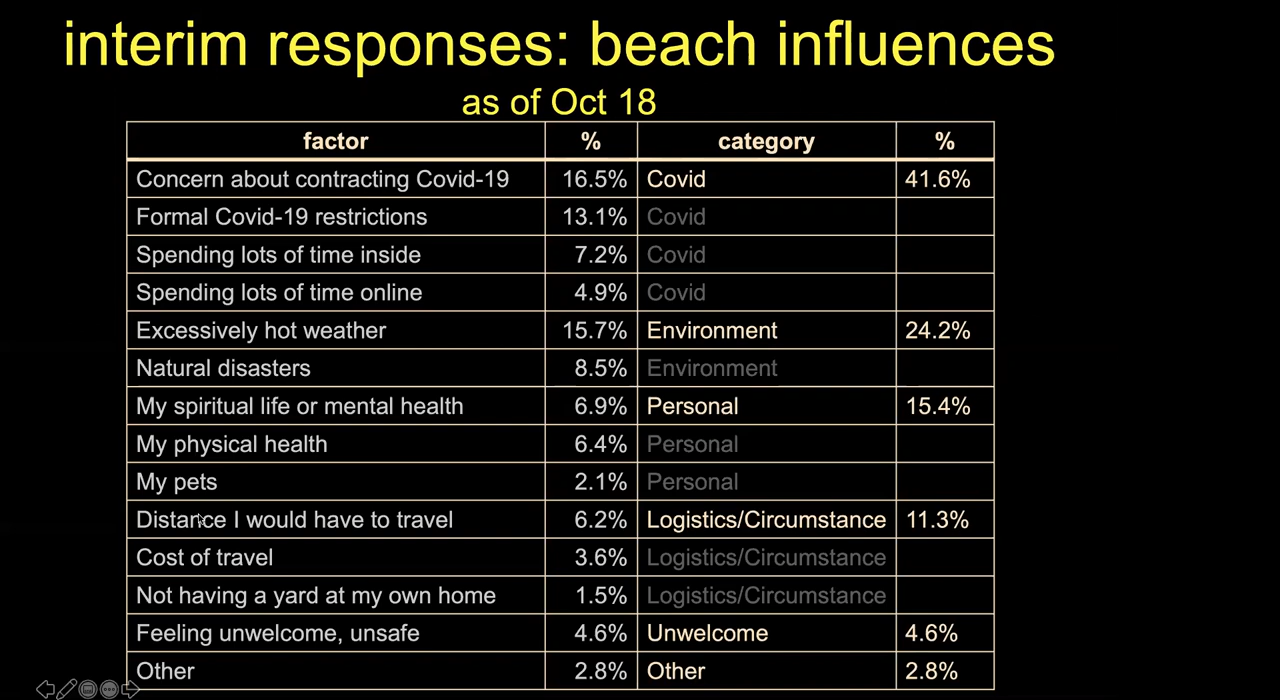 interim responses: beach influences
as of Oct 18
factor % category %
Concern about contracting Covid-19 16.5% Covid 41.6%
Formal Covid-19 restrictions 13.1% Covid
Spending lots of time inside 7.2% Covid
Spending lots of time online 4.9% Covid
Excessively hot weather 15.7% Environment 24.2%
Natural disasters 8.5% Environment
My spiritual life or mental health 6.9% Personal 15.4%
My physical health 6.4% Personal
My pets 2.1% Personal
Distance I would have to travel 6.2% Logistics/Circumstance 11.3%
Cost of travel 3.6% Logistics/Circumstance
Not having a yard at my own home 1.5% Logistics/Circumstance
Feeling unwelcome, unsafe 4.6% Unwelcome 4.6%
Other 2.8% Other 2.8%